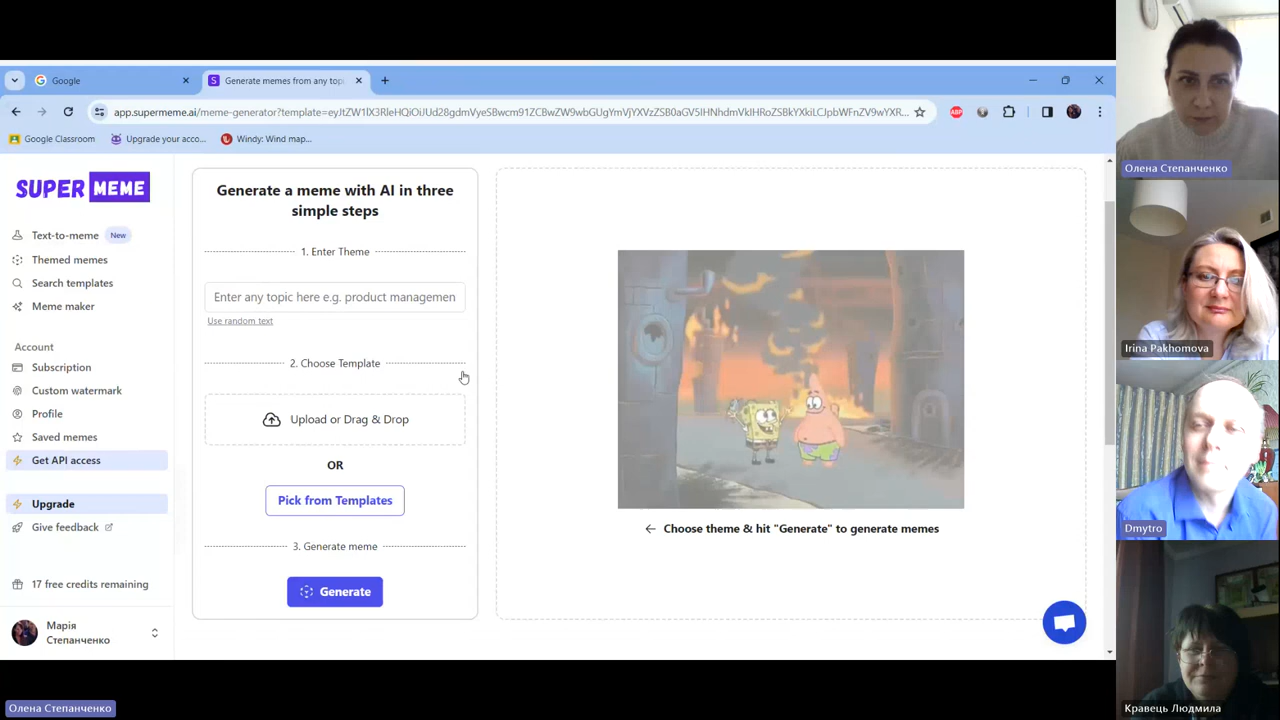 Google
Generate memes from any top
app.supermeme.ai/meme-generator?template=eyJtZW1lX3RleHQiOiJUd28gdmVyeSBwcm91ZCBwZW9wbGUgYmVjYXVzZSB0aGV5IHNhdmVkIHRoZSBkYXkiLCJpbWFnZV9wYXR...
ABP
Google Classroom
Upgrade your acco...
Windy: Wind map...
SUPER MEME
Text-to-meme New
Themed memes
Search templates
Meme maker
Account
Subscription
Custom watermark
Profile
Saved memes
Get API access
Upgrade
Give feedback
17 free credits remaining
Марія
Степанченко
Generate a meme with AI in three
simple steps
1. Enter Theme
Enter any topic here e.g. product managemen
Use random text
2. Choose Template
Upload or Drag & Drop
OR
Pick from Templates
3. Generate meme
Generate
Choose theme & hit "Generate" to generate memes
Олена Степанченко
Irina Pakhomova
Dmytro
Кравець Людмила
Олена Степанченко